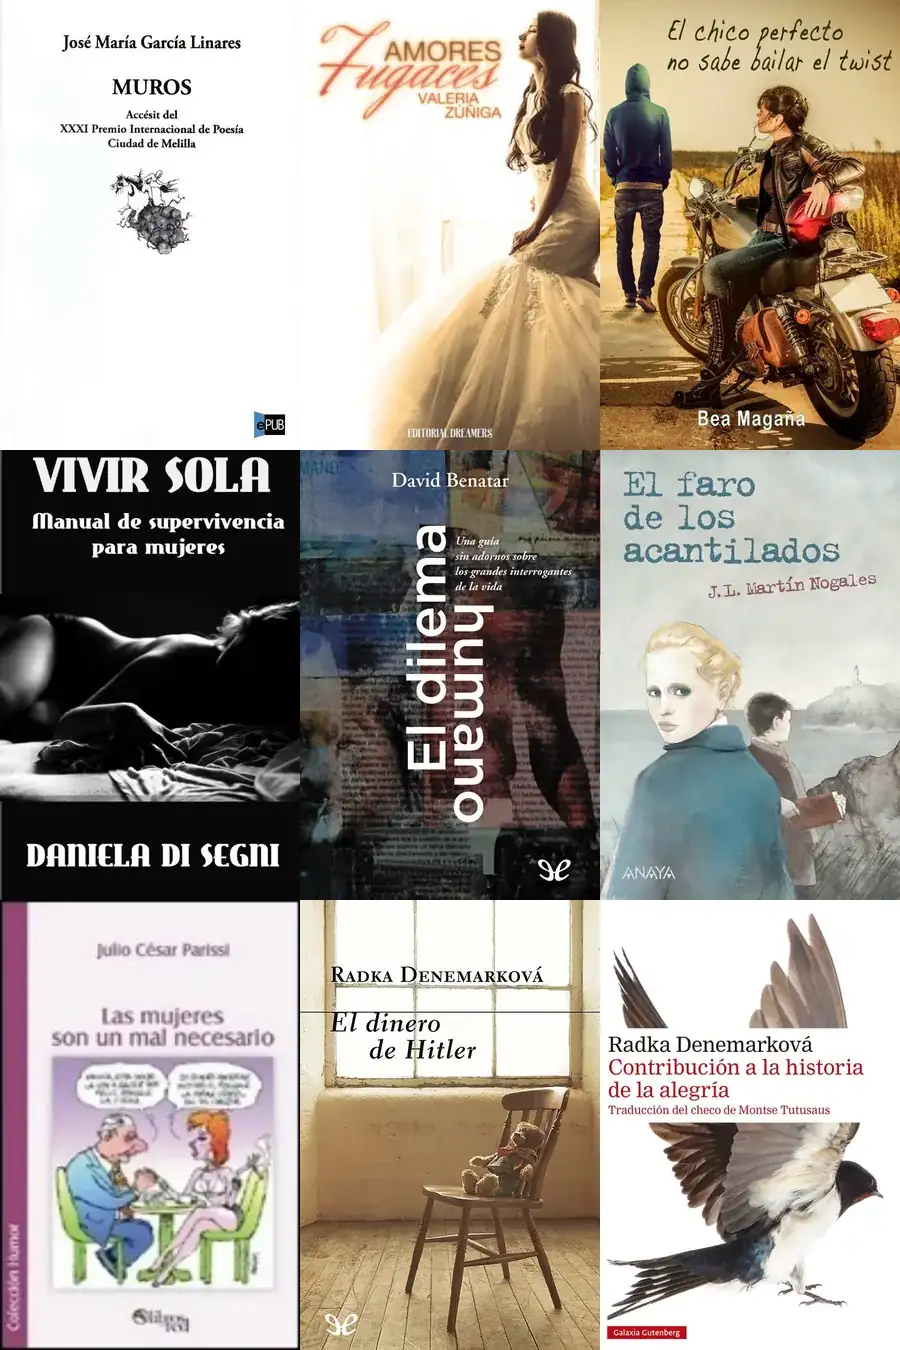 José María García Linares
MUROS
Accésit del
XXXI Premio Internacional de Poesía
Ciudad de Melilla
ePUB
AMORES
Fugaces
VALERIA
ZÚÑIGA
EDITORIAL DREAMERS
El chico perfecto
no sabe bailar el twist
Bea Magaña
VIVIR SOLA
Manual de supervivencia
para mujeres
DANIELA DI SEGNI
David Benatar
El dilema
humano
Una guía
sin adornos sobre
los grandes interrogantes
de la vida
El faro
de los
acantilados
J.L. Martín Nogales
ANAYA
Julio César Parissi
Las mujeres
son un mal necesario
Colección Humor
libros
en red
RADKA DENEMARKOVÁ
El dinero
de Hitler
Radka Denemarková
Contribución a la historia
de la alegría
Traducción del checo de Montse Tutusaus
Galaxia Gutenberg